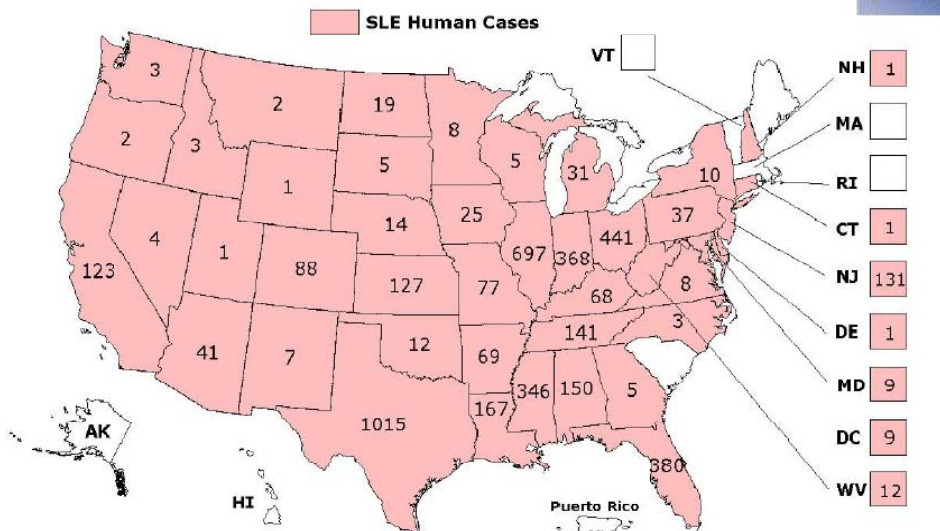 SLE Human Cases
VT
NH 1
MA
RI
CT 1
NJ 131
DE 1
MD 9
DC 9
WV 12
3
2
19
8
2
3
5
5
31
10
1
14
25
37
4
1
88
697
368
441
123
127
77
68
8
41
7
12
69
141
3
346
150
5
167
1015
380
AK
HI
Puerto Rico